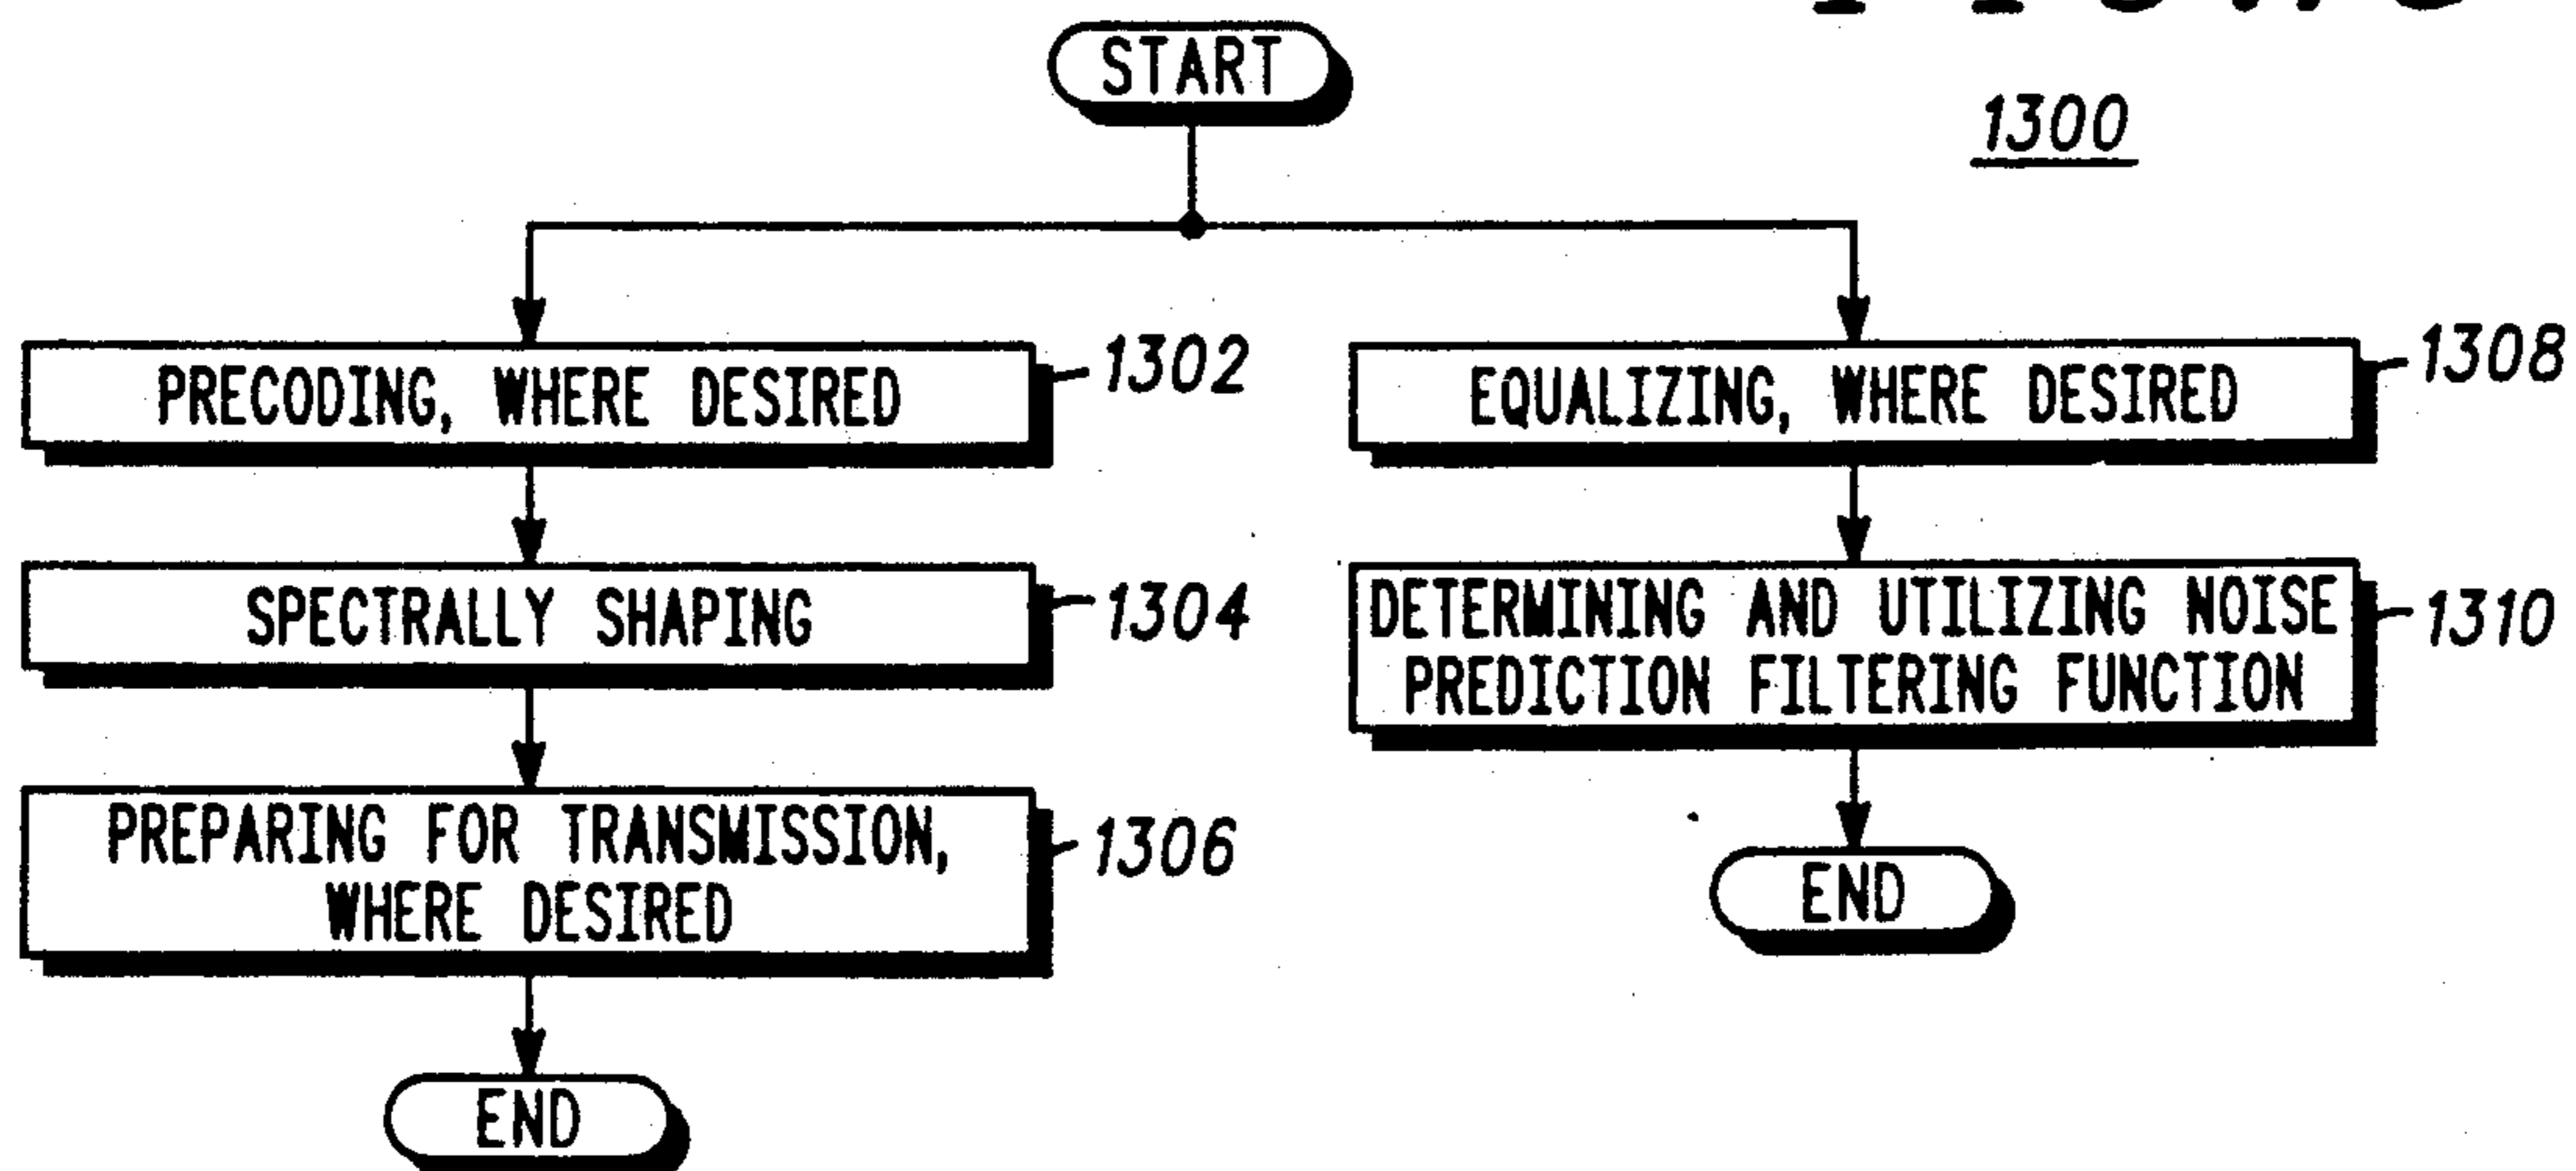 START
1300
PRECODING, WHERE DESIRED
1302
EQUALIZING, WHERE DESIRED
1308
SPECTRALLY SHAPING
1304
DETERMINING AND UTILIZING NOISE
PREDICTION FILTERING FUNCTION
1310
PREPARING FOR TRANSMISSION,
WHERE DESIRED
1306
END
END